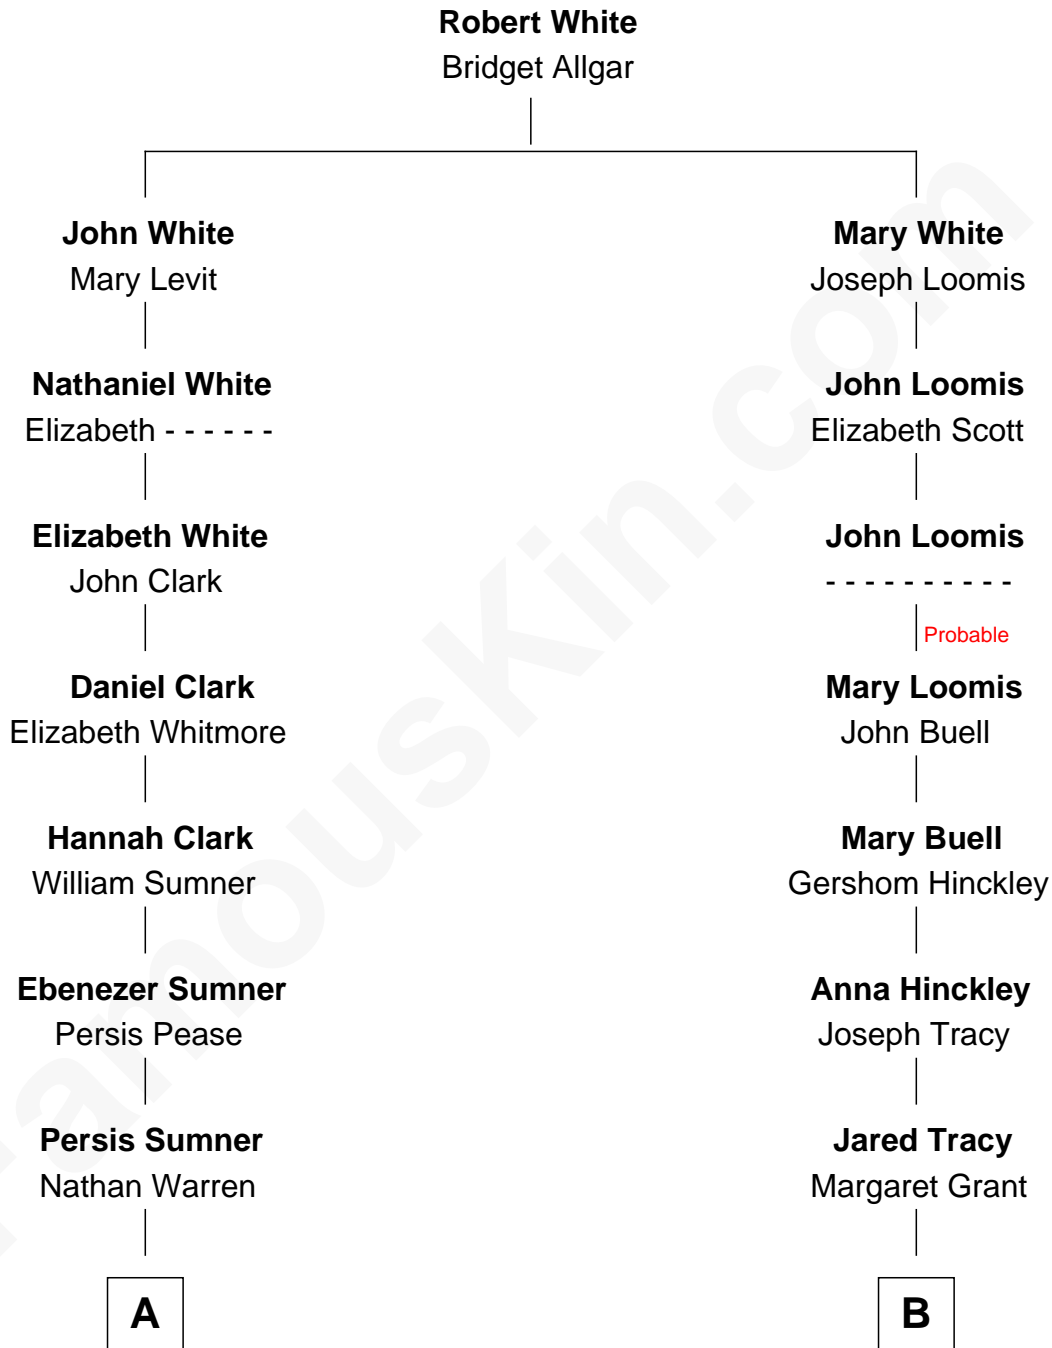 Robert White
Bridget Allgar
John White
Mary Levit
Mary White
Joseph Loomis
Nathaniel White
Elizabeth - - - - - -
John Loomis
Elizabeth Scott
Elizabeth White
John Clark
John Loomis
- - - - - - - - - -
Probable
Daniel Clark
Elizabeth Whitmore
Mary Loomis
John Buell
Hannah Clark
William Sumner
Mary Buell
Gershom Hinckley
Ebenezer Sumner
Persis Pease
Anna Hinckley
Joseph Tracy
Persis Sumner
Nathan Warren
Jared Tracy
Margaret Grant
A
B
FamousKin.com